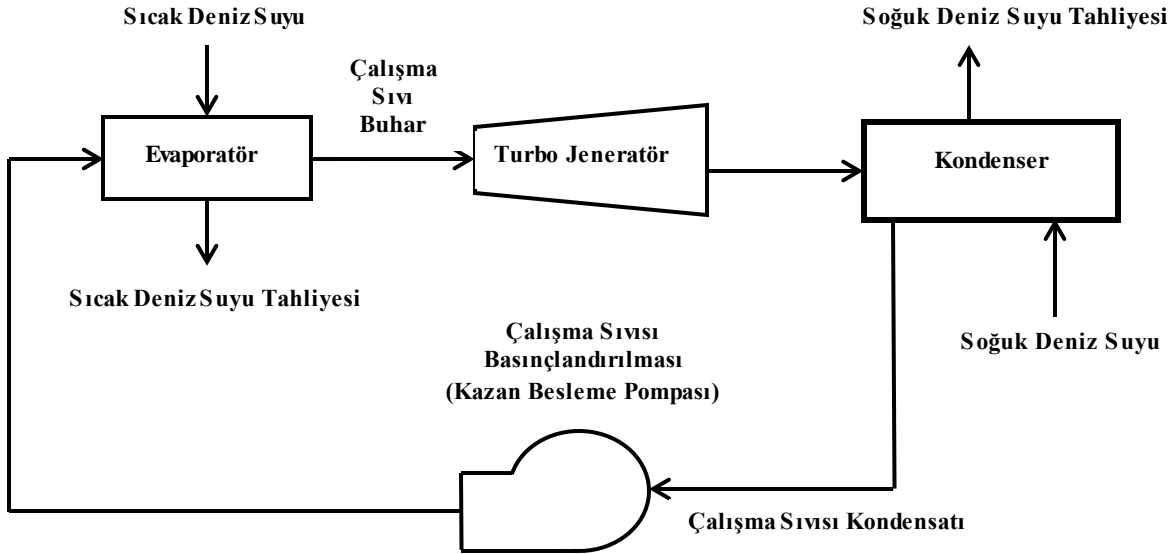 Sıcak Deniz Suyu
Soğuk Deniz Suyu Tahliyesi
Çalışma
Sıvı
Buhar
Evaporatör
Turbo Jeneratör
Kondenser
Sıcak Deniz Suyu Tahliyesi
Çalışma Sıvısı
Basınçlandırılması
(Kazan Besleme Pompası)
Soğuk Deniz Suyu
Çalışma Sıvısı Kondensatı